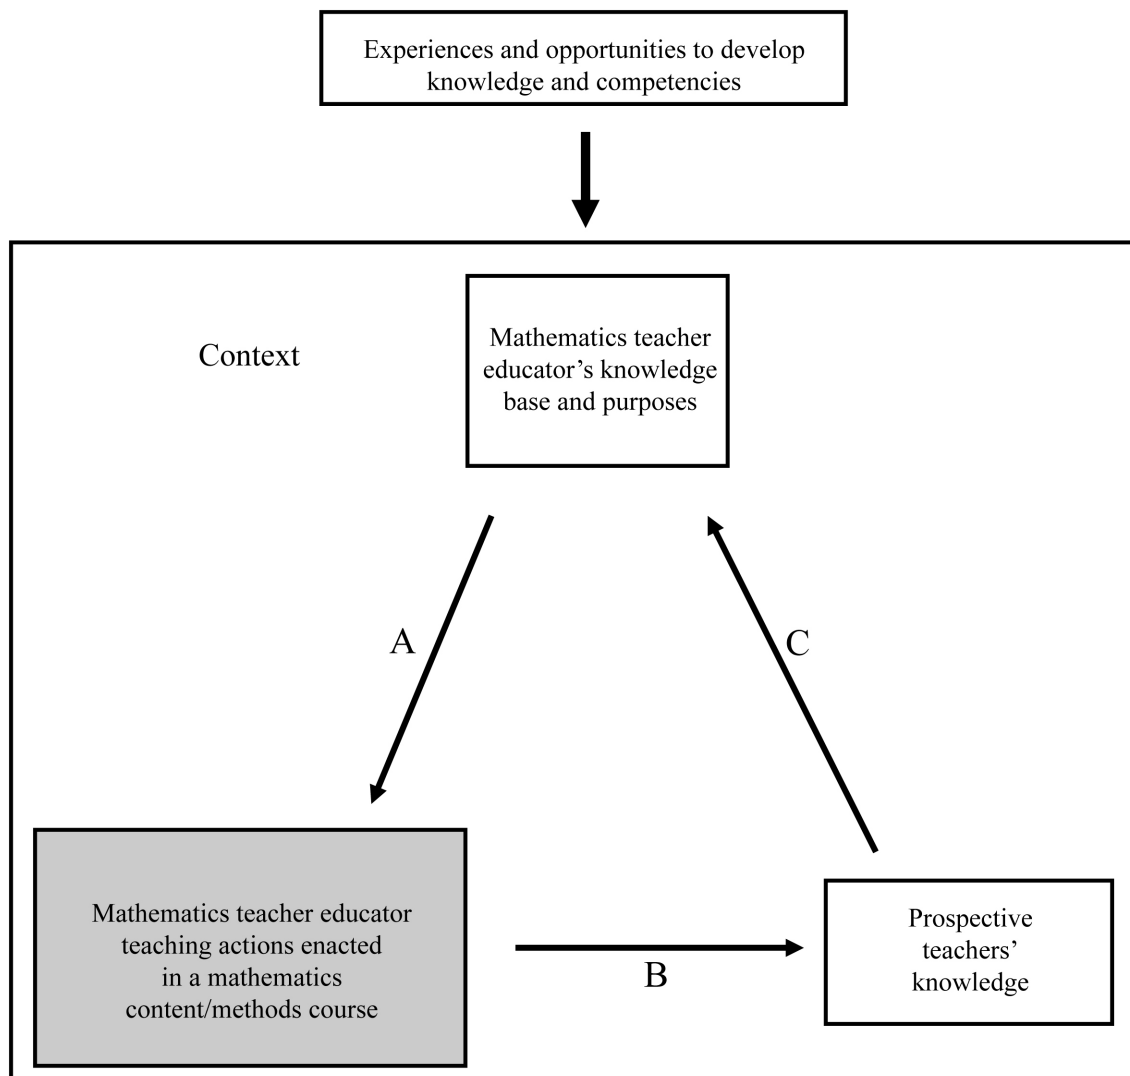 Experiences and opportunities to develop
knowledge and competencies
Context
Mathematics teacher
educator’s knowledge
base and purposes
A
C
Mathematics teacher educator
teaching actions enacted
in a mathematics
content/methods course
B
Prospective
teachers’
knowledge